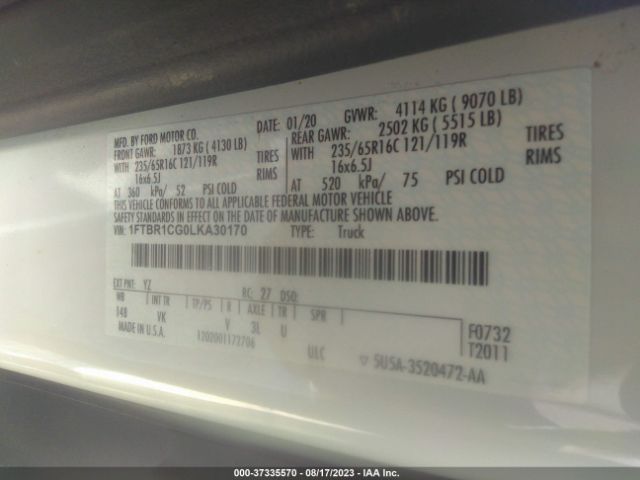 MFD. BY FORD MOTOR CO.
DATE: 01/20 GVWR: 4114 KG ( 9070 LB)
FRONT GAWR: 1873 KG ( 4130 LB)
REAR GAWR: 2502 KG ( 5515 LB)
WITH 235/65R16C 121/119R TIRES
WITH 235/65R16C 121/119R TIRES
16x6.5J RIMS
16x6.5J RIMS
AT 360 kPa/ 52 PSI COLD
AT 520 kPa/ 75 PSI COLD
THIS VEHICLE CONFORMS TO ALL APPLICABLE FEDERAL MOTOR VEHICLE
SAFETY STANDARDS IN EFFECT ON THE DATE OF MANUFACTURE SHOWN ABOVE.
VIN: 1FTBR1CG0LKA30170 TYPE: Truck
EXT PNT: YZ RC: 27 DSO:
WB INT TR TP/PS R AXLE TR SPR
148 VK V 3L U
F0732
T2011
MADE IN U.S.A. 1202001172706 ULC 5U5A-3520472-AA
000-37335570 - 08/17/2023 - IAA Inc.